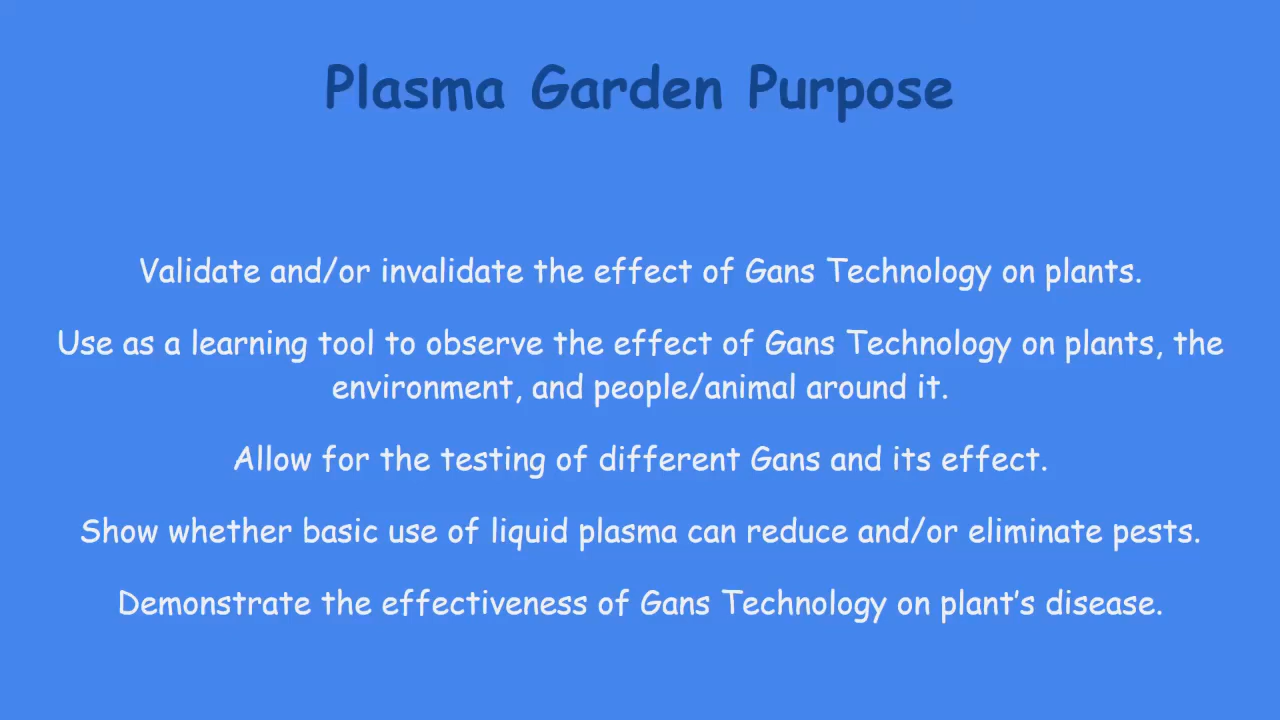 Plasma Garden Purpose
Validate and/or invalidate the effect of Gans Technology on plants.
Use as a learning tool to observe the effect of Gans Technology on plants, the
environment, and people/animal around it.
Allow for the testing of different Gans and its effect.
Show whether basic use of liquid plasma can reduce and/or eliminate pests.
Demonstrate the effectiveness of Gans Technology on plant’s disease.